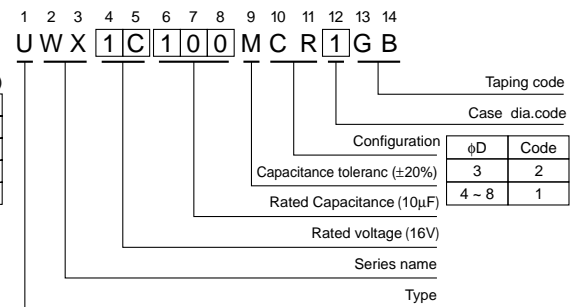 1 2 3 4 5 6 7 8 9 10 11 12 13 14
U W X 1 C 1 0 0 M C R 1 G B
Taping code
Case dia.code
Configuration
Capacitance toleranc (±20%)
Rated Capacitance (10μF)
Rated voltage (16V)
Series name
Type
ϕD Code
3 2
4 ~ 8 1
)